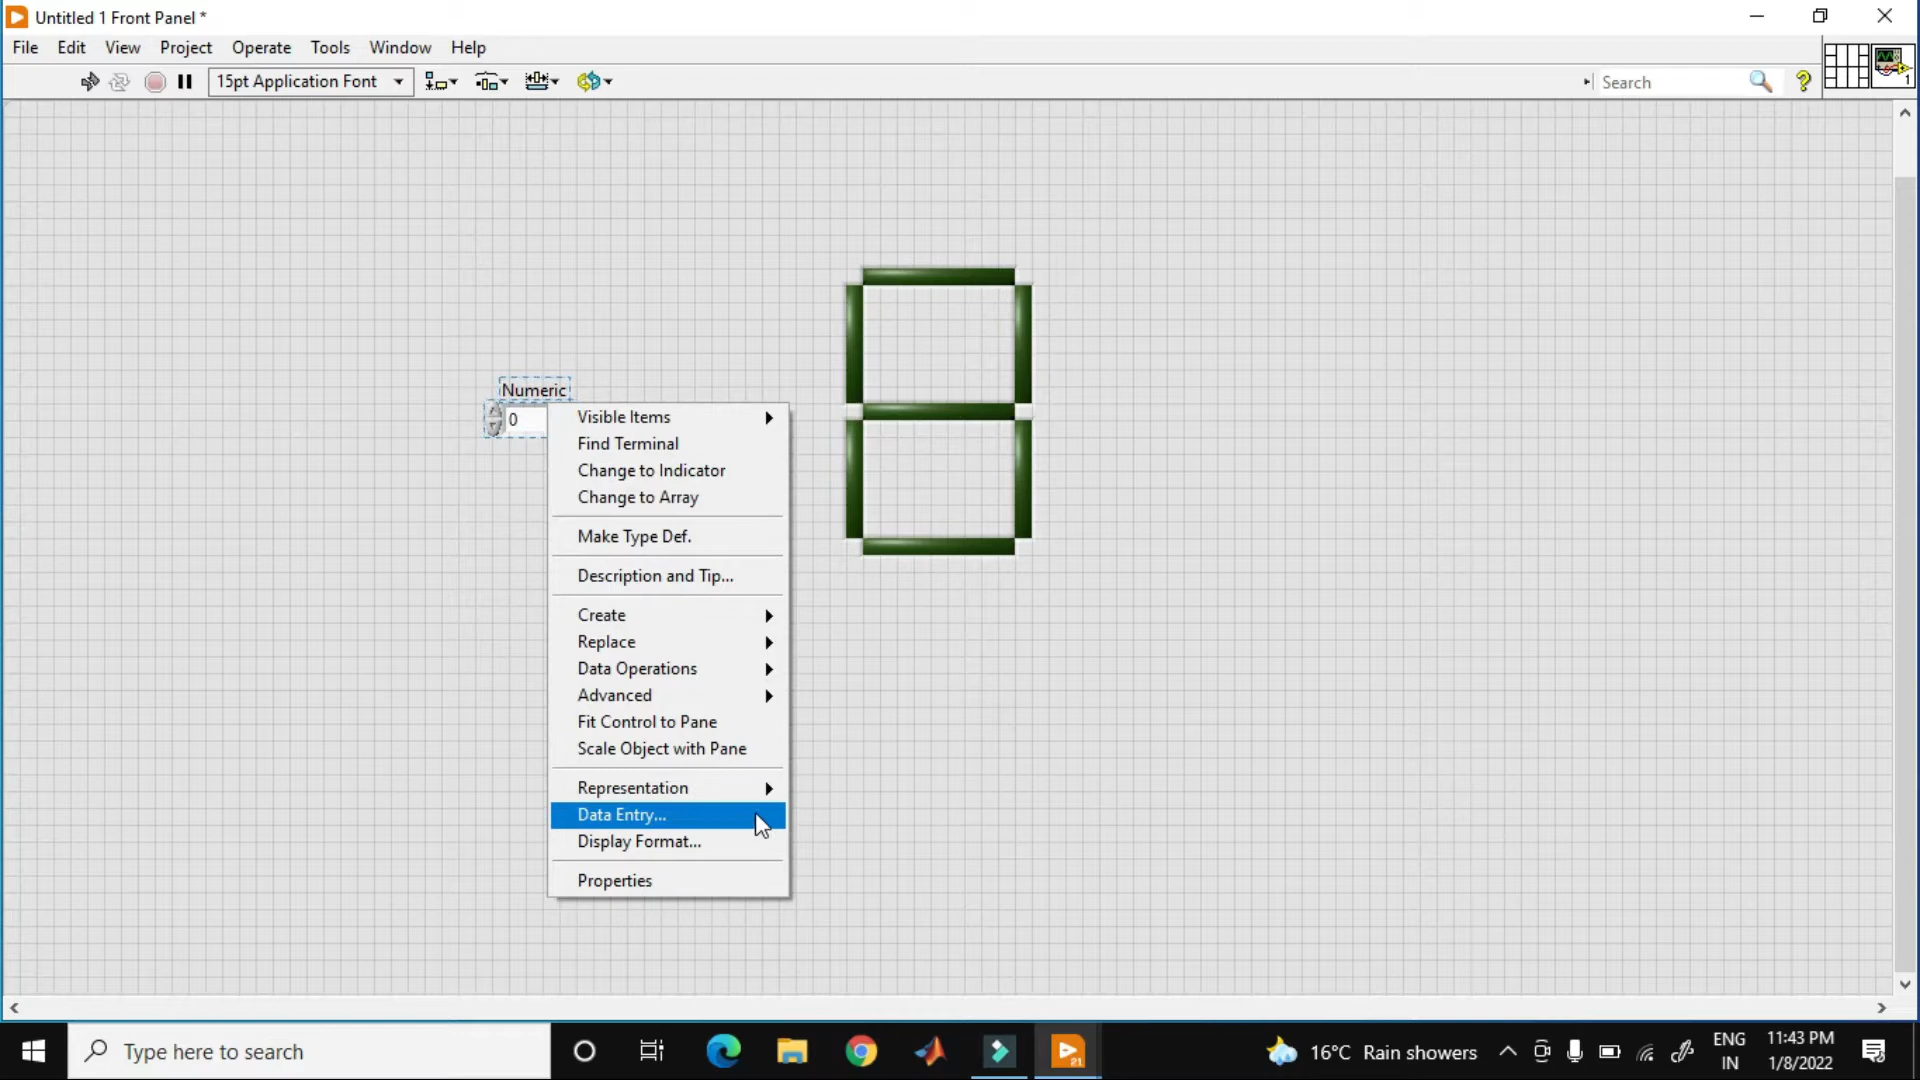 Untitled 1 Front Panel *
File Edit View Project Operate Tools Window Help
15pt Application Font
Search
?
1
Numeric
0
Visible Items
Find Terminal
Change to Indicator
Change to Array
Make Type Def.
Description and Tip...
Create
Replace
Data Operations
Advanced
Fit Control to Pane
Scale Object with Pane
Representation
Data Entry...
Display Format...
Properties
Type here to search
21
16°C Rain showers
ENG
IN
11:43 PM
1/8/2022